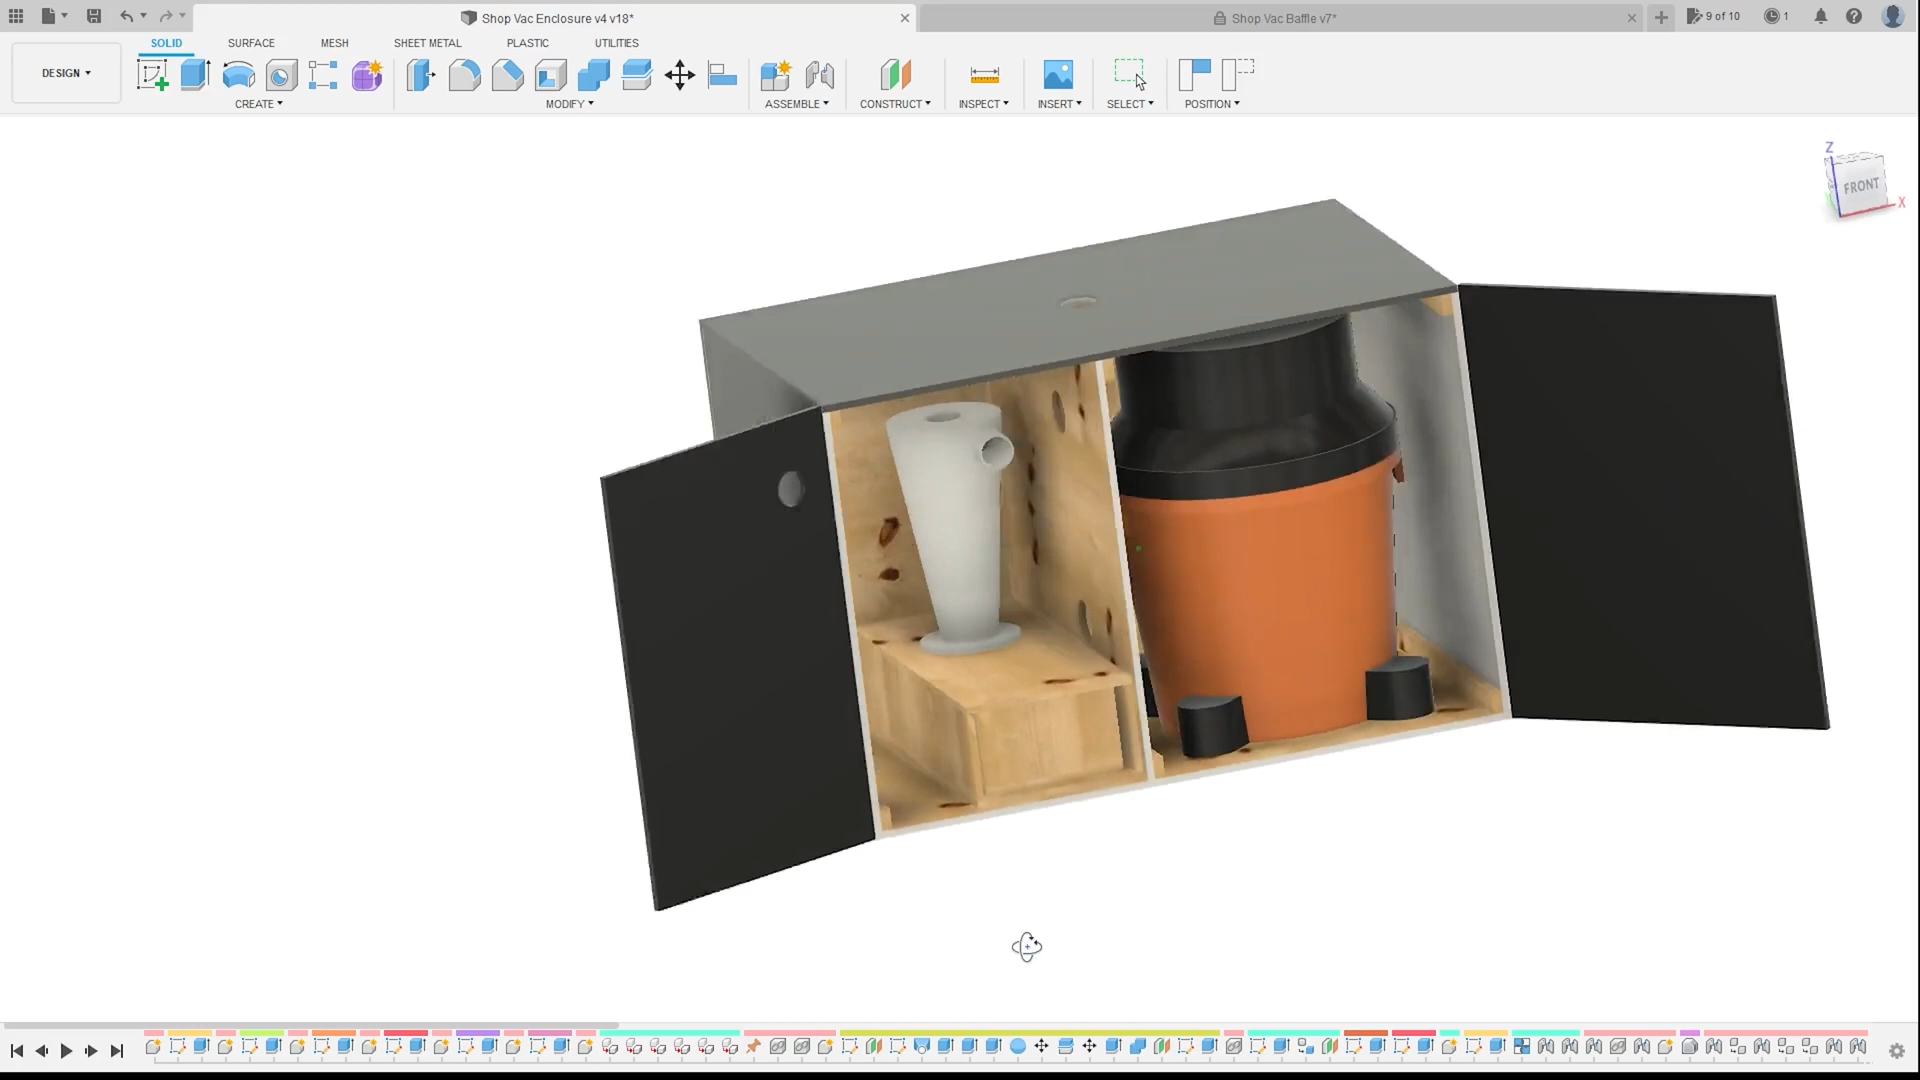 Shop Vac Enclosure v4 v18*
Shop Vac Baffle v7*
9 of 10
1
SOLID
SURFACE
MESH
SHEET METAL
PLASTIC
UTILITIES
DESIGN
CREATE
MODIFY
ASSEMBLE
CONSTRUCT
INSPECT
INSERT
SELECT
POSITION
Z
FRONT
X